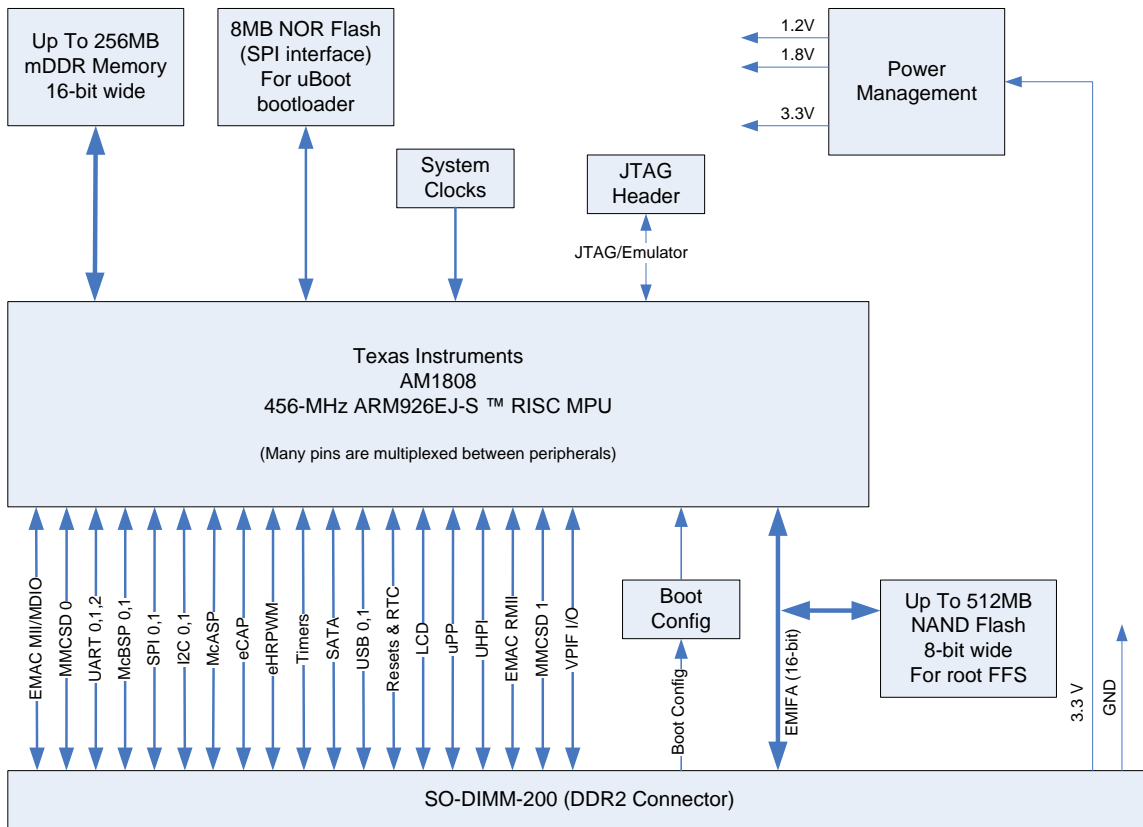 Up To 256MB
mDDR Memory
16-bit wide
8MB NOR Flash
(SPI interface)
For uBoot
bootloader
System
Clocks
JTAG
Header
JTAG/Emulator
1.2V
1.8V
3.3V
Power
Management
Texas Instruments
AM1808
456-MHz ARM926EJ-S ™ RISC MPU
(Many pins are multiplexed between peripherals)
EMAC MII/MDIO
MMCSD 0
UART 0,1,2
McBSP 0,1
SPI 0,1
I2C 0,1
McASP
eCAP
eHRPWM
Timers
SATA
USB 0,1
Resets & RTC
LCD
uPP
UHPI
EMAC RMII
MMCSD 1
VPIF I/O
Boot
Config
Boot Config
EMIFA (16-bit)
Up To 512MB
NAND Flash
8-bit wide
For root FFS
3.3 V
GND
SO-DIMM-200 (DDR2 Connector)